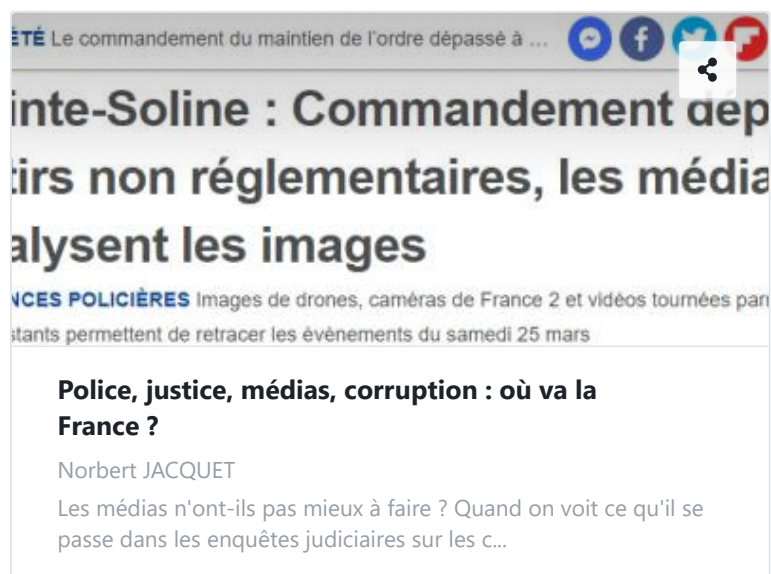 ÉTÉ Le commandement du maintien de l'ordre dépassé à ...
inte-Soline : Commandement dép
tirs non réglementaires, les média
alysent les images
NCES POLICIÈRES Images de drones, caméras de France 2 et vidéos tournées par
stants permettent de retracer les évènements du samedi 25 mars
Police, justice, médias, corruption : où va la
France ?
Norbert JACQUET
Les médias n'ont-ils pas mieux à faire ? Quand on voit ce qu'il se
passe dans les enquêtes judiciaires sur les c...